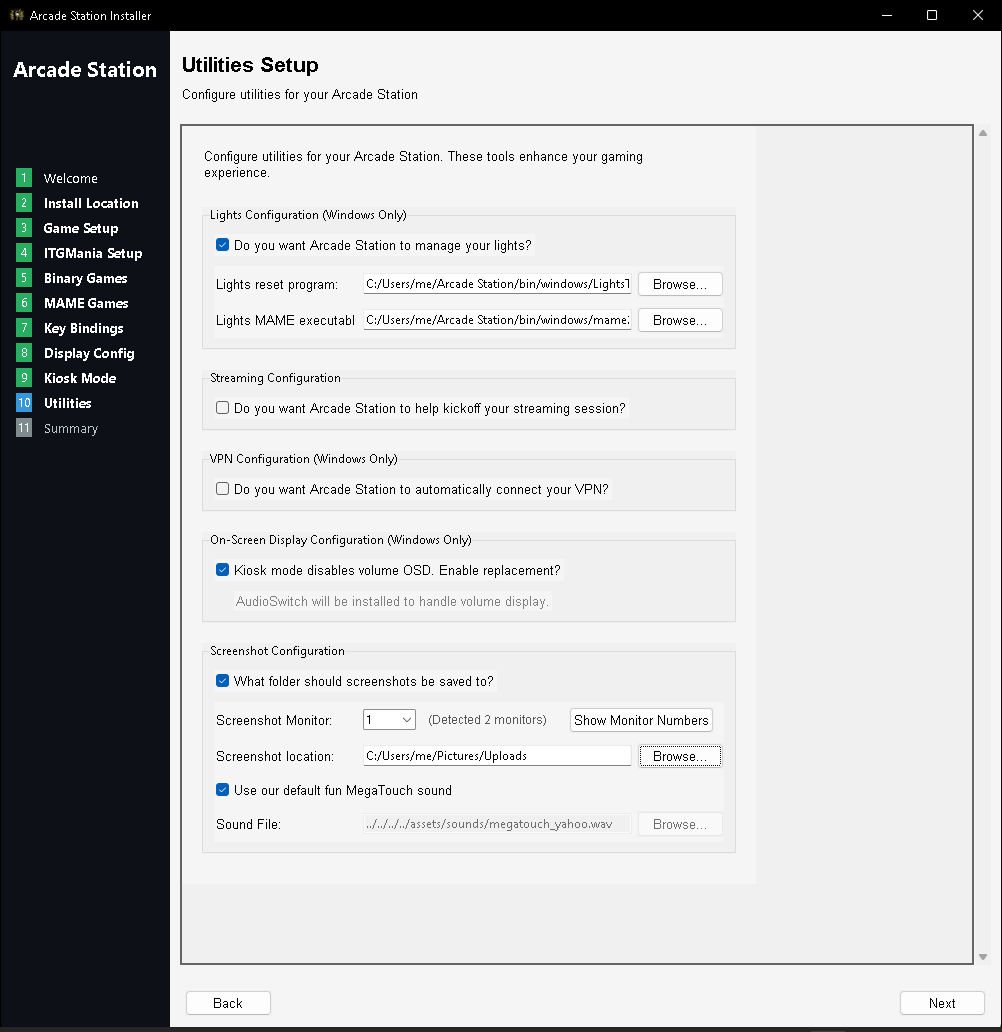 Arcade Station Installer
Arcade Station
1 Welcome
2 Install Location
3 Game Setup
4 ITGMania Setup
5 Binary Games
6 MAME Games
7 Key Bindings
8 Display Config
9 Kiosk Mode
10 Utilities
11 Summary
Utilities Setup
Configure utilities for your Arcade Station
Configure utilities for your Arcade Station. These tools enhance your gaming
experience.
Lights Configuration (Windows Only)
Do you want Arcade Station to manage your lights?
Lights reset program: C:/Users/me/Arcade Station/bin/windows/Lights Browse...
Lights MAME executabl C:/Users/me/Arcade Station/bin/windows/mame Browse...
Streaming Configuration
Do you want Arcade Station to help kickoff your streaming session?
VPN Configuration (Windows Only)
Do you want Arcade Station to automatically connect your VPN?
On-Screen Display Configuration (Windows Only)
Kiosk mode disables volume OSD. Enable replacement?
AudioSwitch will be installed to handle volume display.
Screenshot Configuration
What folder should screenshots be saved to?
Screenshot Monitor: 1 (Detected 2 monitors) Show Monitor Numbers
Screenshot location: C:/Users/me/Pictures/Uploads Browse...
Use our default fun MegaTouch sound
Sound File: ../../../../assets/sounds/megatouch_yahoo.wav Browse...
Back Next